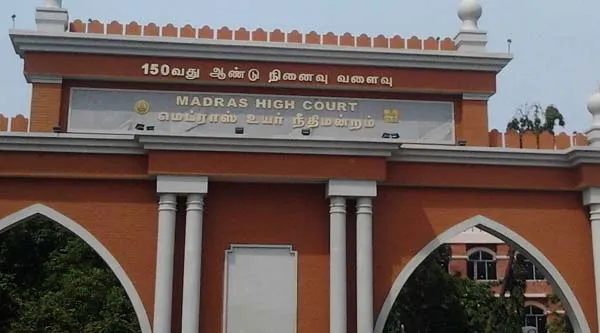 150வது ஆண்டு நினைவு வளைவு
MADRAS HIGH COURT
மெட்ராஸ் உயர் நீதிமன்றம்